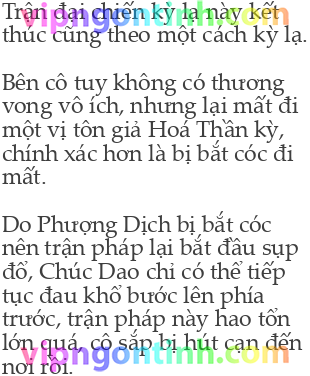 Trận đại chiến kỳ lạ này kết
thúc cũng theo một cách kỳ lạ.
Bên cô tuy không có thương
vong vô ích, nhưng lại mất đi
một vị tôn giả Hoá Thần kỳ,
chính xác hơn là bị bắt cóc đi
mất.
Do Phượng Dịch bị bắt cóc
nên trận pháp lại bắt đầu sụp
đổ, Chúc Dao chỉ có thể tiếp
tục đau khổ bước lên phía
trước, trận pháp này hao tổn
lớn quá, cô sắp bị hút cạn đến
nơi rồi.
vipngontinh.com
vipngontinh.com